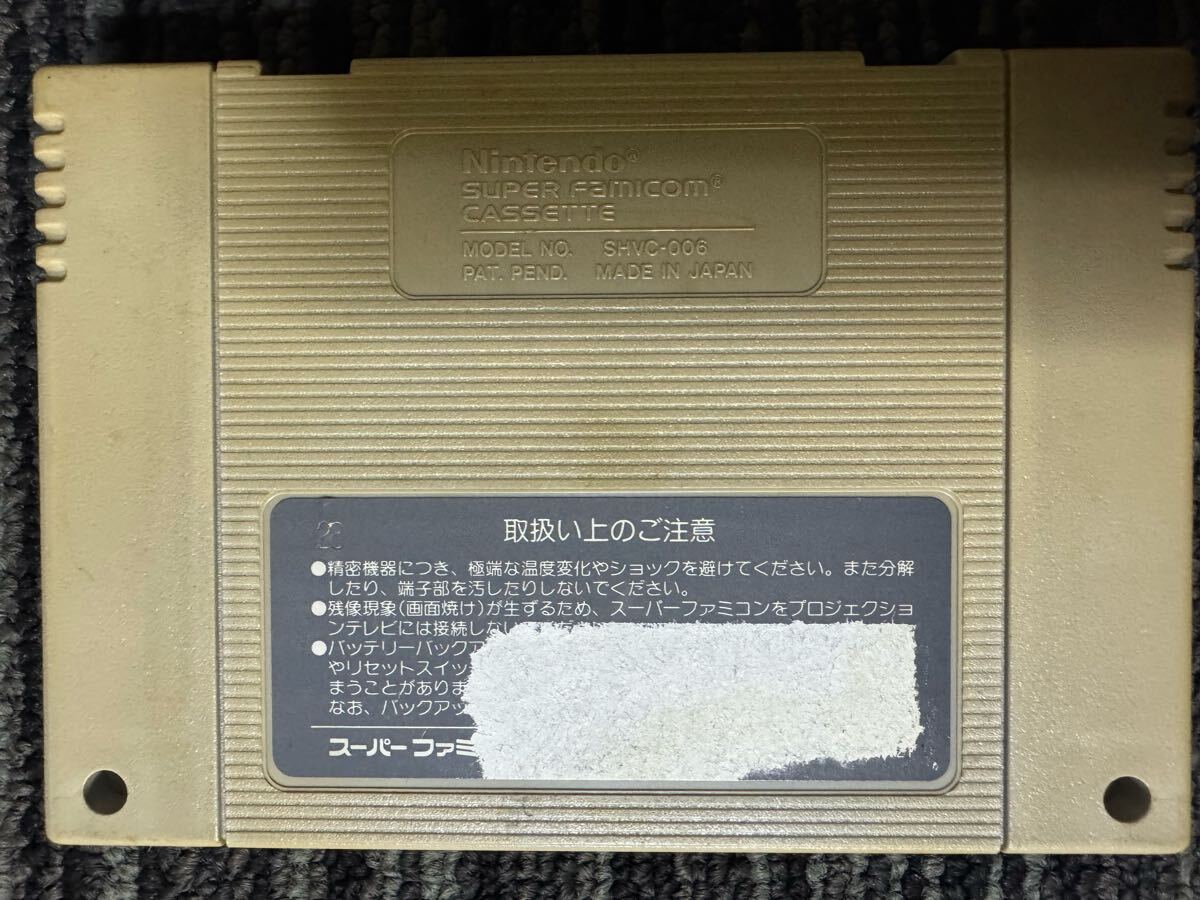 Nintendo®
SUPER Famicom®
CASSETTE
MODEL NO. SHVC-006
PAT. PEND. MADE IN JAPAN
取扱い上のご注意
●精密機器につき、極端な温度変化やショックを避けてください。また分解
したり、端子部を汚したりしないでください。
●残像現象(画面焼け)が生ずるため、スーパーファミコンをプロジェクショ
ンテレビには接続しない
●バッテリーバック
やリセットスイッ
まうことがありま
なお、バックアッ
スーパーファミ